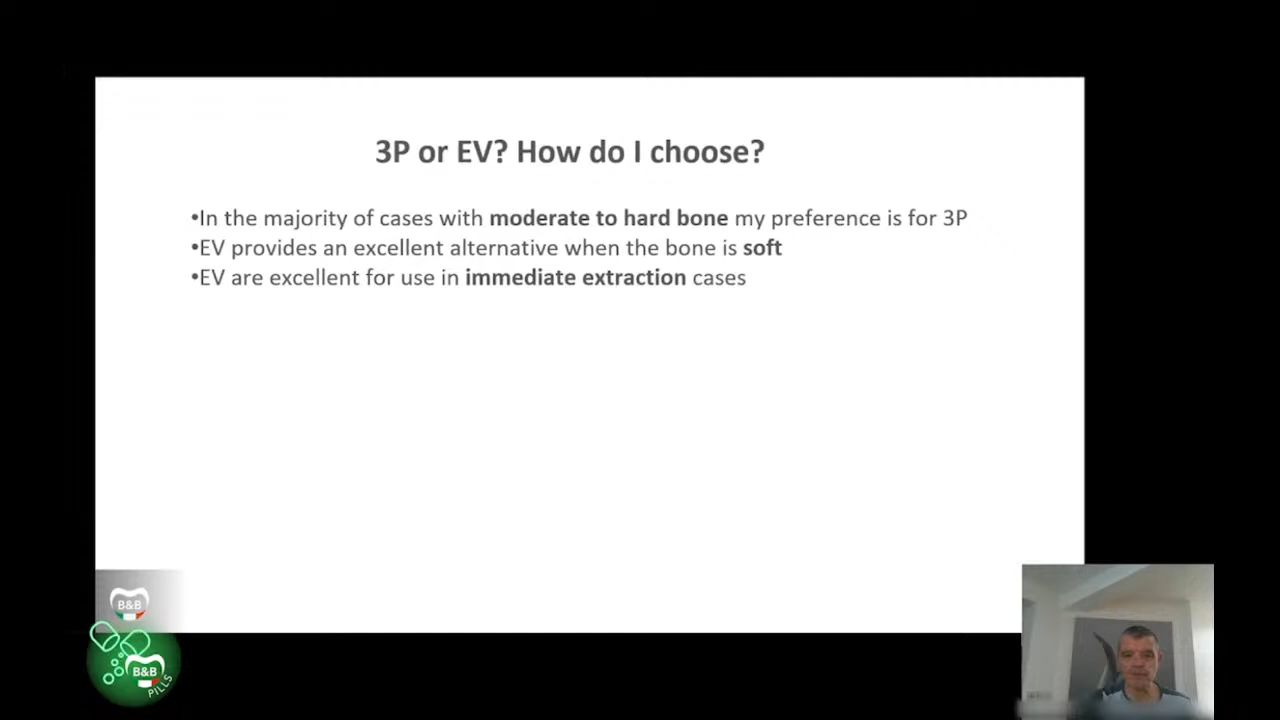 3P or EV? How do I choose?
•In the majority of cases with moderate to hard bone my preference is for 3P
•EV provides an excellent alternative when the bone is soft
•EV are excellent for use in immediate extraction cases
B&B
B&B
PILLS